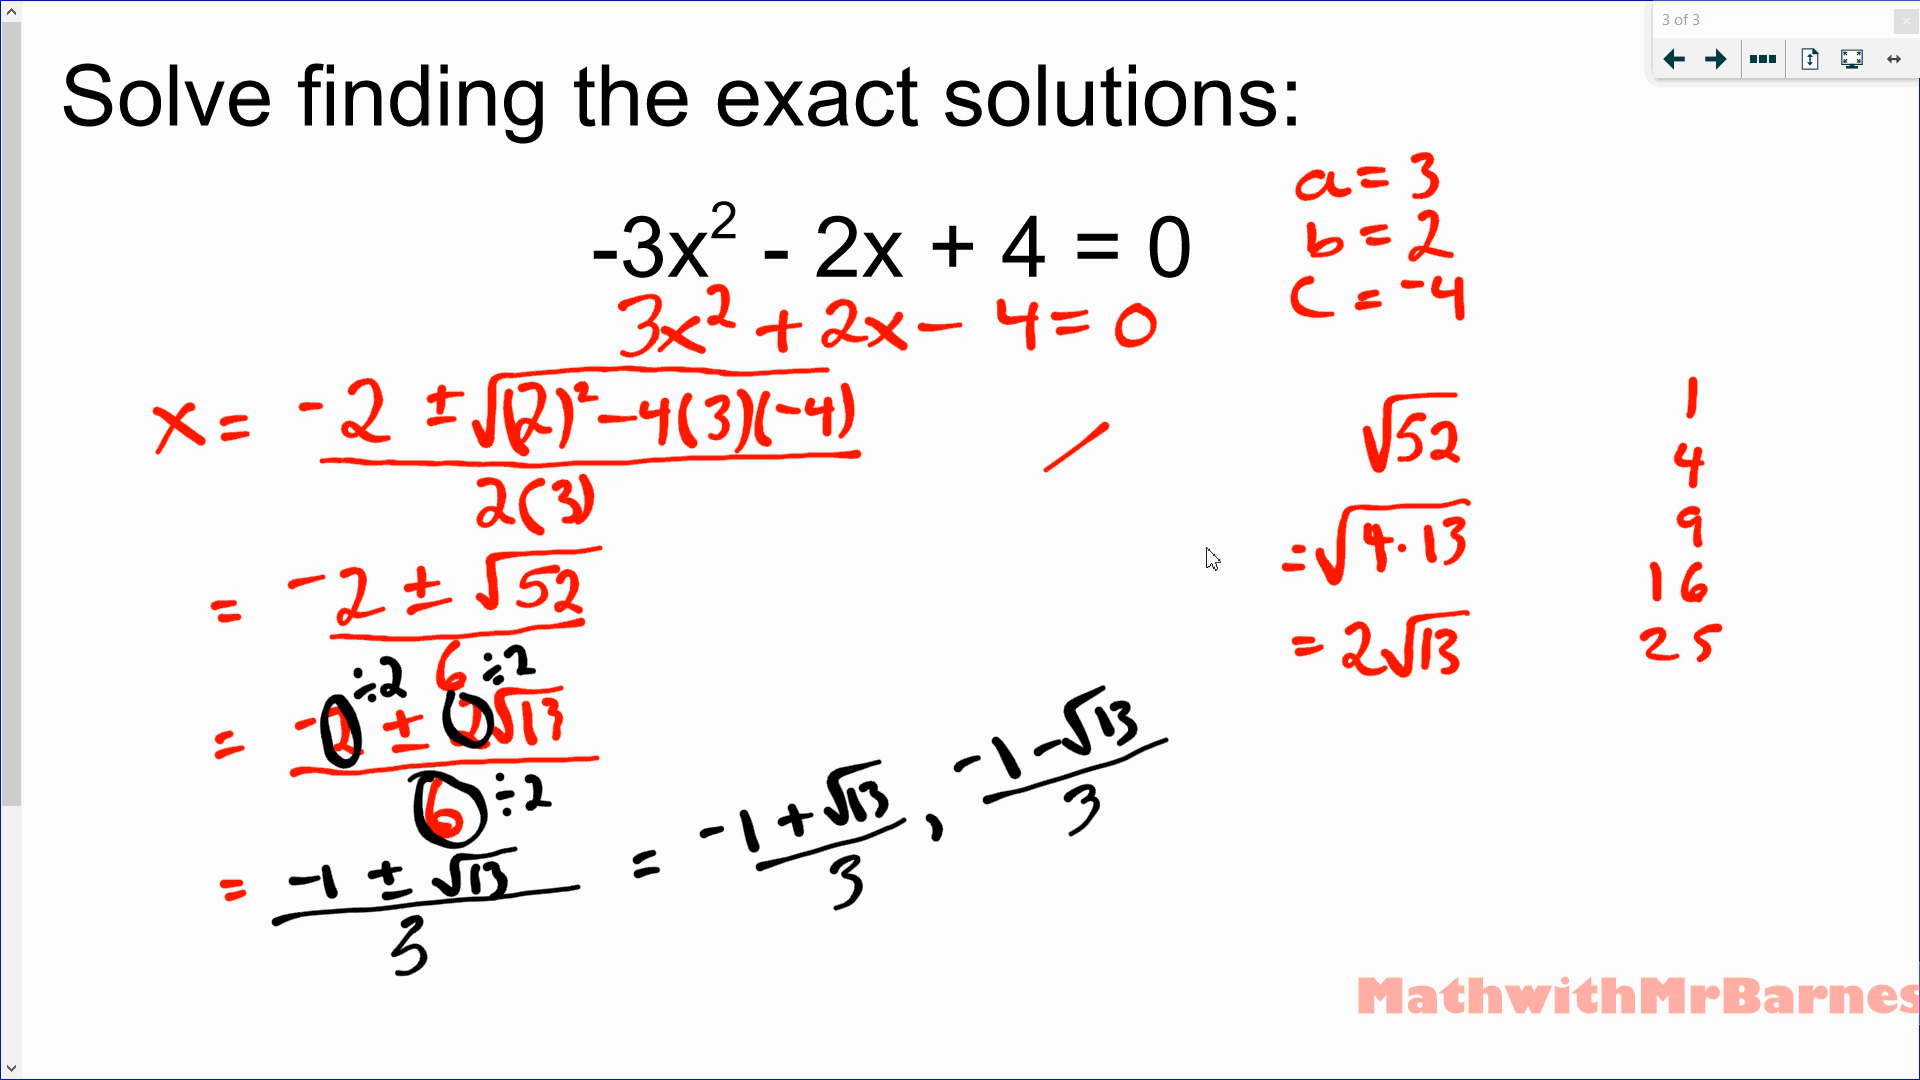 3 of 3
Solve finding the exact solutions:
-3x² - 2x + 4 = 0
3x² + 2x - 4 = 0
a = 3
b = 2
c = -4
x = (-2 ± √((2)² - 4(3)(-4))) / 2(3)
= (-2 ± √52) / 6
= (-2 ± 2√13) / 6
÷2 ÷2 ÷2
= (-1 ± √13) / 3 = (-1 + √13) / 3 , (-1 - √13) / 3
√52
= √(4 · 13)
= 2√13
1
4
9
16
25
MathwithMrBarnes